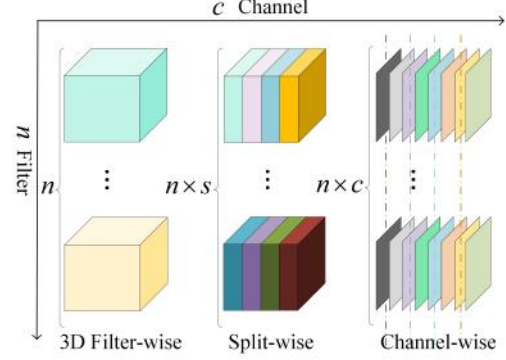 c Channel
n Filter
n
⋮
n × s
⋮
n × c
⋮
3D Filter-wise
Split-wise
Channel-wise